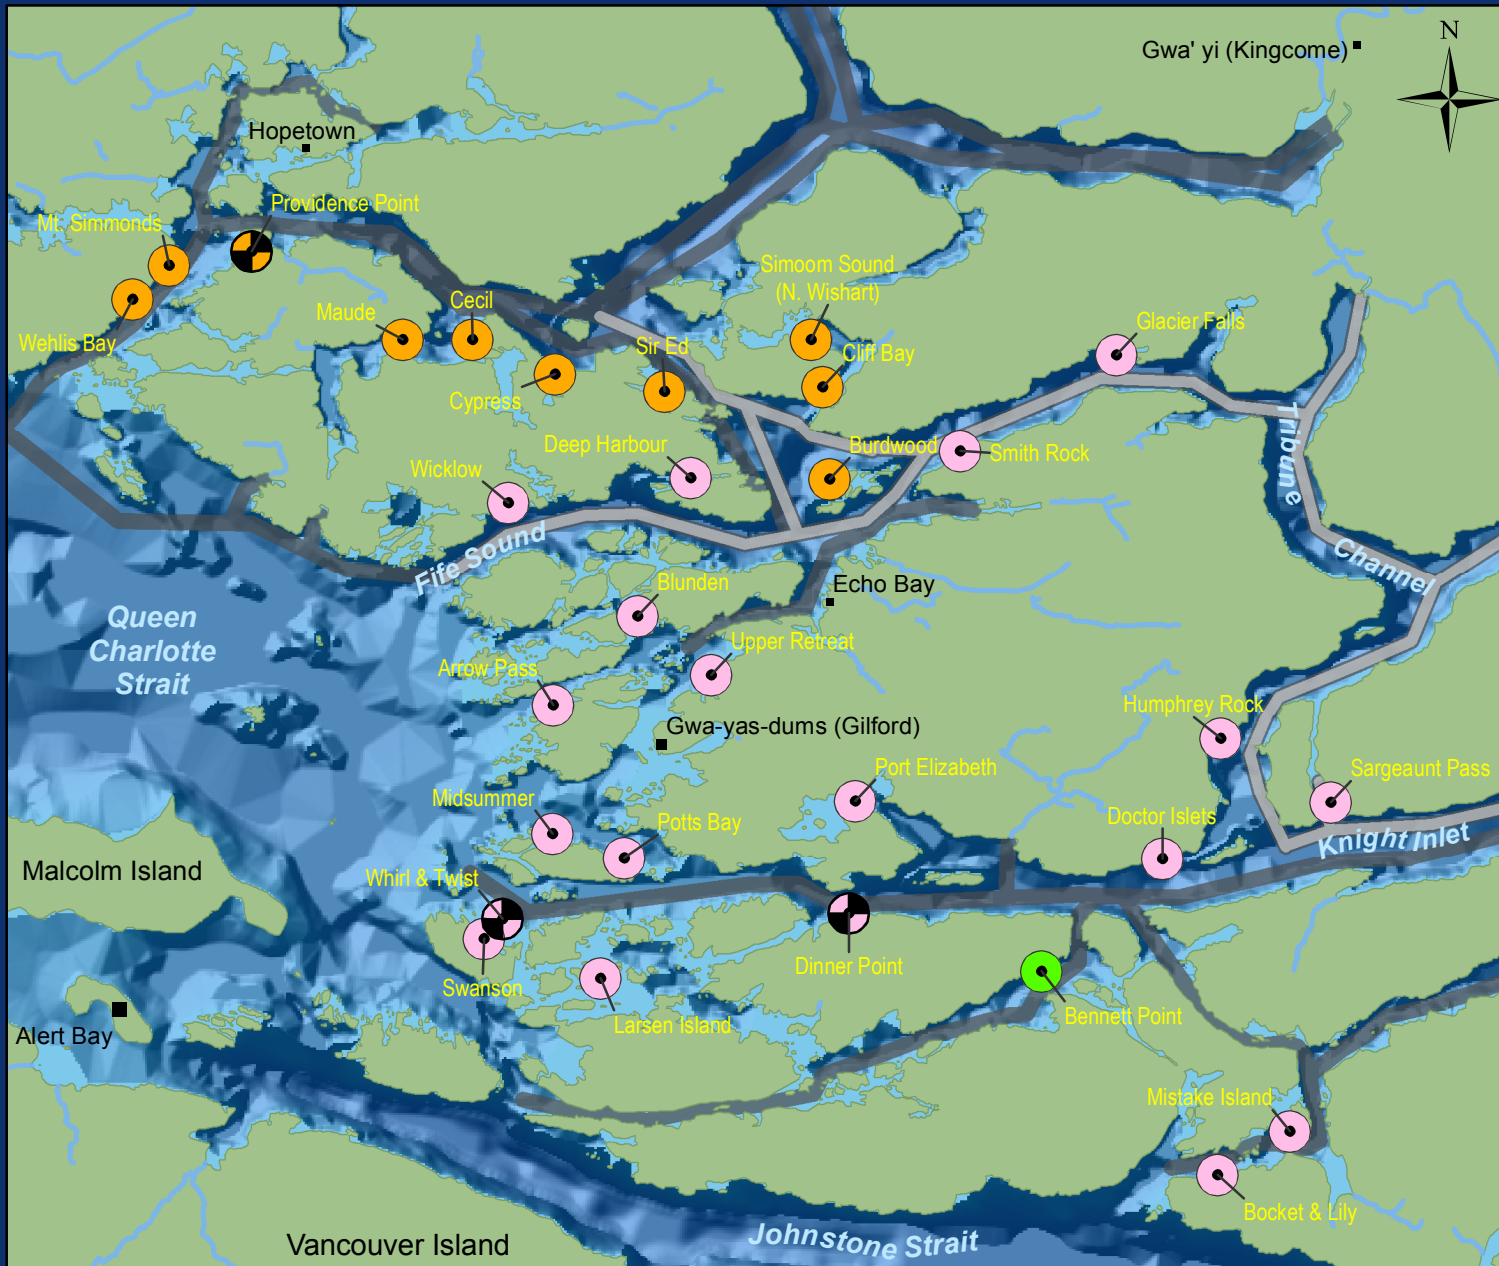 Gwa' yi (Kingcome)
N
Hopetown
Providence Point
Mt. Simmonds
Simoom Sound
(N. Wishart)
Maude
Cecil
Glacier Falls
Wehlis Bay
Sir Ed
Cliff Bay
Cypress
Tribune
Channel
Deep Harbour
Burdwood
Smith Rock
Wicklow
Fife Sound
Blunden
Echo Bay
Queen
Charlotte
Strait
Upper Retreat
Arrow Pass
Humphrey Rock
Gwa-yas-dums (Gilford)
Port Elizabeth
Sargeaunt Pass
Midsummer
Potts Bay
Doctor Islets
Knight Inlet
Malcolm Island
Whirl & Twist
Dinner Point
Swanson
Larsen Island
Bennett Point
Alert Bay
Mistake Island
Bocket & Lily
Vancouver Island
Johnstone Strait